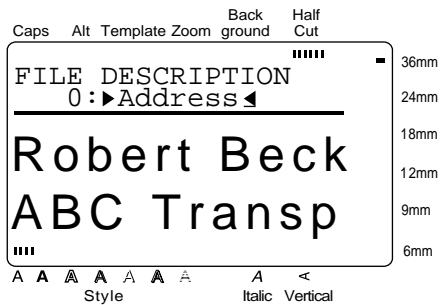 Caps Alt Template Zoom Back ground Half Cut
FILE DESCRIPTION
0:▶Address◀
Robert Beck
ABC Transp
36mm
24mm
18mm
12mm
9mm
6mm
A A A A A A A A A
Style Italic Vertical